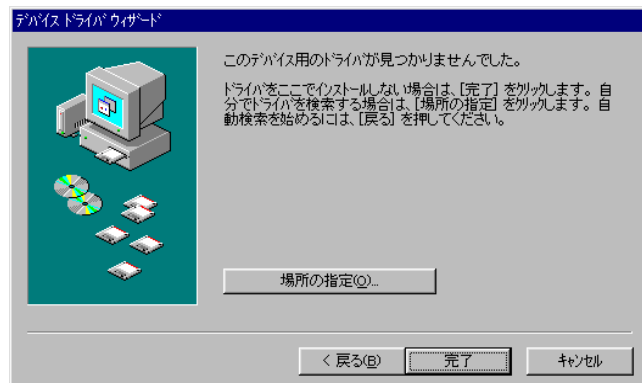 ﾃﾞﾊﾞｲｽ ﾄﾞﾗｲﾊﾞ ｳｨｻﾞｰﾄﾞ
このﾃﾞﾊﾞｲｽ用のﾄﾞﾗｲﾊﾞが見つかりませんでした。
ﾄﾞﾗｲﾊﾞをここでｲﾝｽﾄｰﾙしない場合は、[完了] をｸﾘｯｸします。自
分でﾄﾞﾗｲﾊﾞを検索する場合は、[場所の指定] をｸﾘｯｸします。自
動検索を始めるには、[戻る] を押してください。
場所の指定(O)...
< 戻る(B)
完了
ｷｬﾝｾﾙ